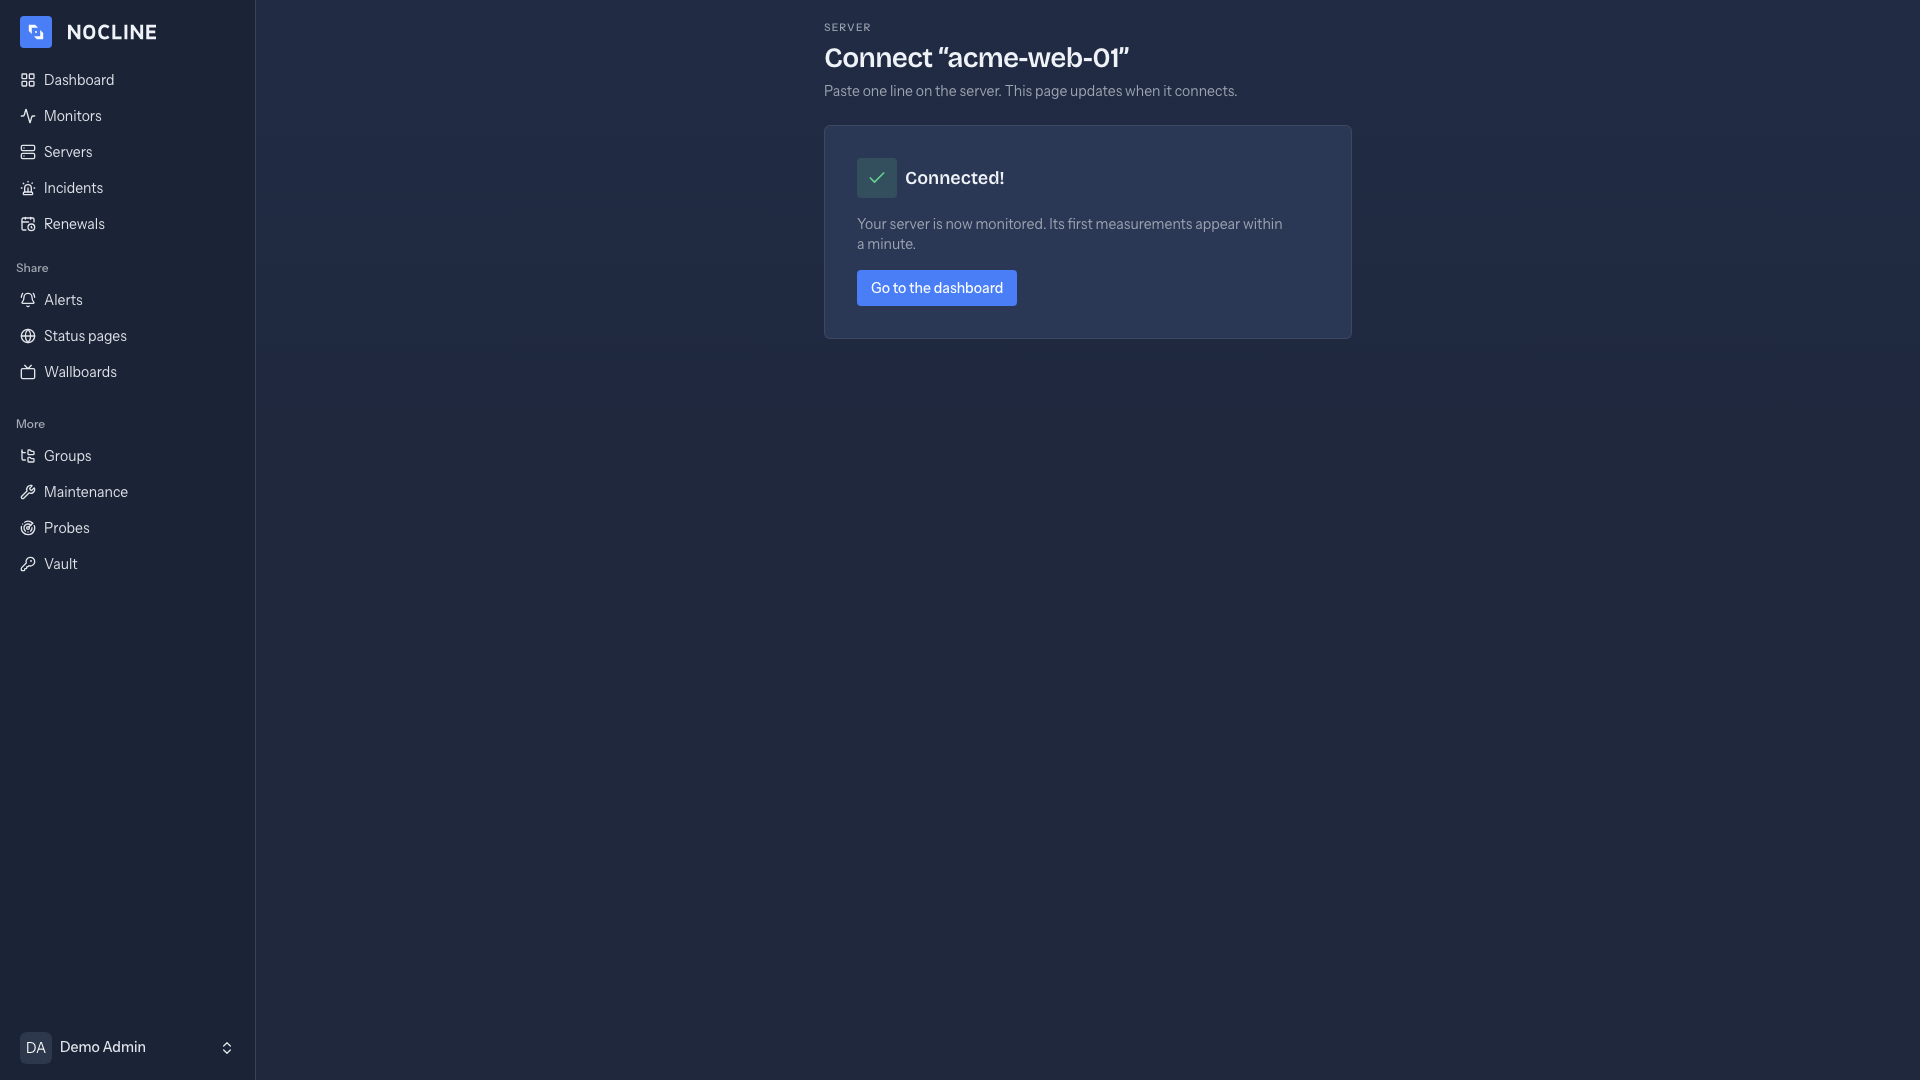 NOCLINE
Dashboard
Monitors
Servers
Incidents
Renewals
Share
Alerts
Status pages
Wallboards
More
Groups
Maintenance
Probes
Vault
DA Demo Admin
SERVER
Connect “acme-web-01”
Paste one line on the server. This page updates when it connects.
Connected!
Your server is now monitored. Its first measurements appear within
a minute.
Go to the dashboard